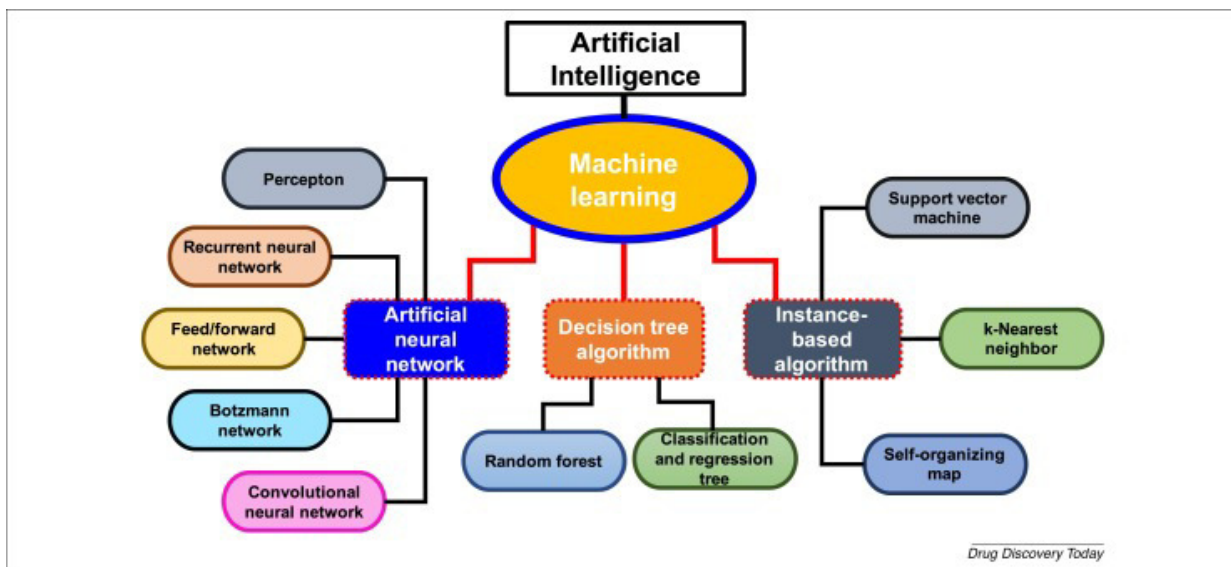 Artificial
Intelligence
Machine
learning
Percepton
Recurrent neural
network
Feed/forward
network
Botzmann
network
Convolutional
neural network
Artificial
neural
network
Decision tree
algorithm
Random forest
Classification
and regression
tree
Instance-
based
algorithm
Support vector
machine
k-Nearest
neighbor
Self-organizing
map
Drug Discovery Today